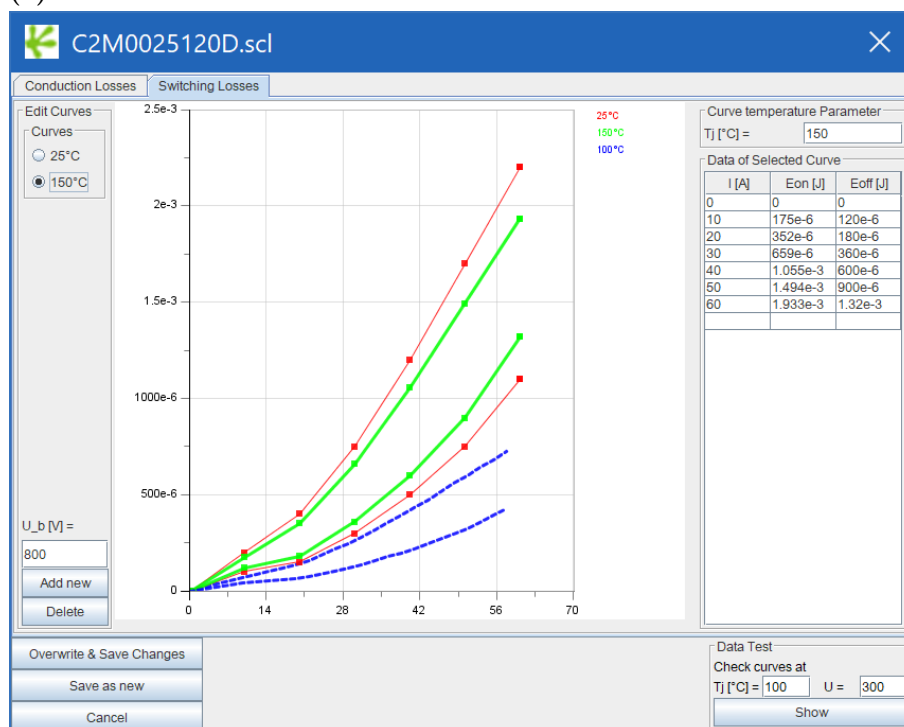 C2M0025120D.scl
Conduction Losses Switching Losses
Edit Curves
Curves
25°C
150°C
U_b [V] =
800
Add new
Delete
2.5e-3
2e-3
1.5e-3
1000e-6
500e-6
0
0 14 28 42 56 70
25°C
150°C
100°C
Curve temperature Parameter
Tj [°C] = 150
Data of Selected Curve
I [A] Eon [J] Eoff [J]
0 0 0
10 175e-6 120e-6
20 352e-6 180e-6
30 659e-6 360e-6
40 1.055e-3 600e-6
50 1.494e-3 900e-6
60 1.933e-3 1.32e-3
Overwrite & Save Changes
Save as new
Cancel
Data Test
Check curves at
Tj [°C] = 100 U = 300
Show